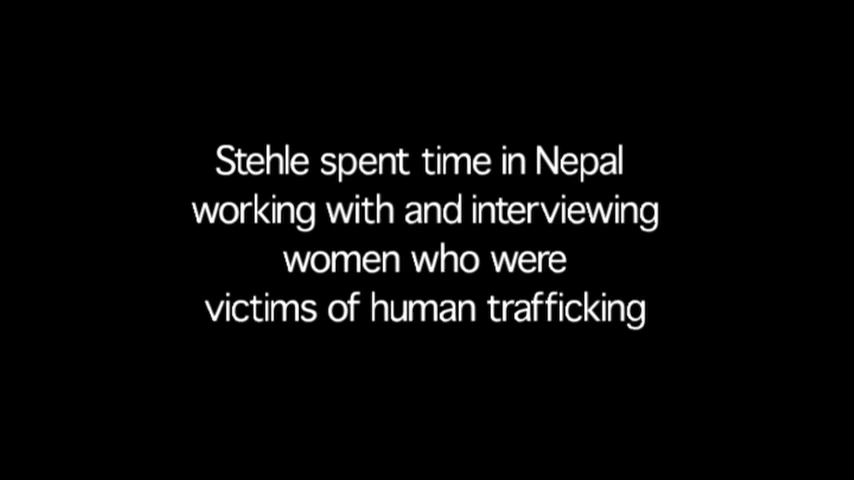 Stehle spent time in Nepal
working with and interviewing
women who were
victims of human trafficking